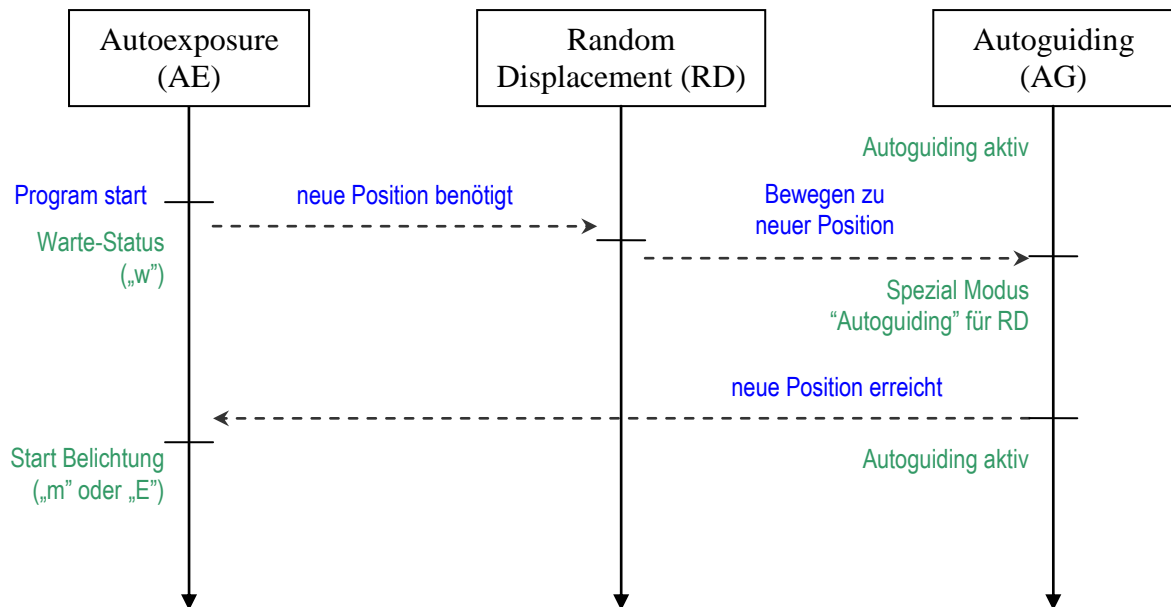 Autoexposure
(AE)
Random
Displacement (RD)
Autoguiding
(AG)
Autoguiding aktiv
Program start
neue Position benötigt
Bewegen zu
neuer Position
Warte-Status
(„w”)
Spezial Modus
“Autoguiding” für RD
neue Position erreicht
Start Belichtung
(„m” oder „E”)
Autoguiding aktiv